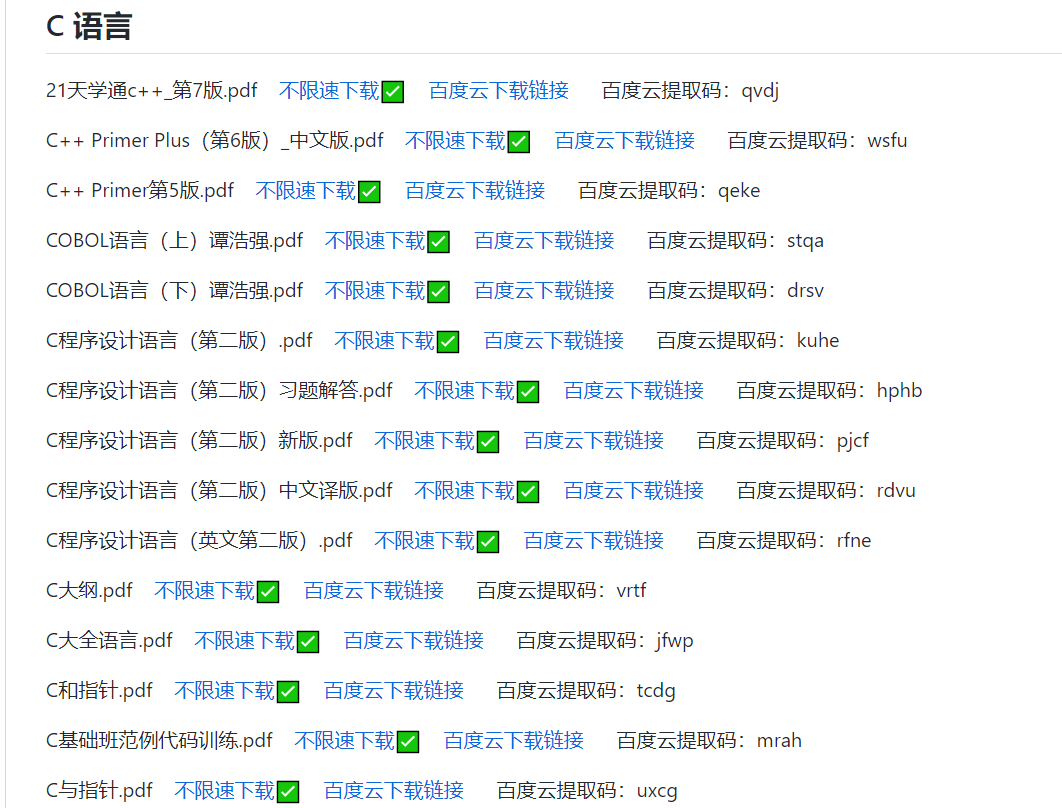 C 语言
21天学通c++_第7版.pdf 不限速下载✅ 百度云下载链接 百度云提取码：qvdj
C++ Primer Plus（第6版）_中文版.pdf 不限速下载✅ 百度云下载链接 百度云提取码：wsfu
C++ Primer第5版.pdf 不限速下载✅ 百度云下载链接 百度云提取码：qeke
COBOL语言（上）谭浩强.pdf 不限速下载✅ 百度云下载链接 百度云提取码：stqa
COBOL语言（下）谭浩强.pdf 不限速下载✅ 百度云下载链接 百度云提取码：drsv
C程序设计语言（第二版）.pdf 不限速下载✅ 百度云下载链接 百度云提取码：kuhe
C程序设计语言（第二版）习题解答.pdf 不限速下载✅ 百度云下载链接 百度云提取码：hphb
C程序设计语言（第二版）新版.pdf 不限速下载✅ 百度云下载链接 百度云提取码：pjcf
C程序设计语言（第二版）中文译版.pdf 不限速下载✅ 百度云下载链接 百度云提取码：rdvu
C程序设计语言（英文第二版）.pdf 不限速下载✅ 百度云下载链接 百度云提取码：rfne
C大纲.pdf 不限速下载✅ 百度云下载链接 百度云提取码：vrtf
C大全语言.pdf 不限速下载✅ 百度云下载链接 百度云提取码：jfwp
C和指针.pdf 不限速下载✅ 百度云下载链接 百度云提取码：tcdg
C基础班范例代码训练.pdf 不限速下载✅ 百度云下载链接 百度云提取码：mrah
C与指针.pdf 不限速下载✅ 百度云下载链接 百度云提取码：uxcg